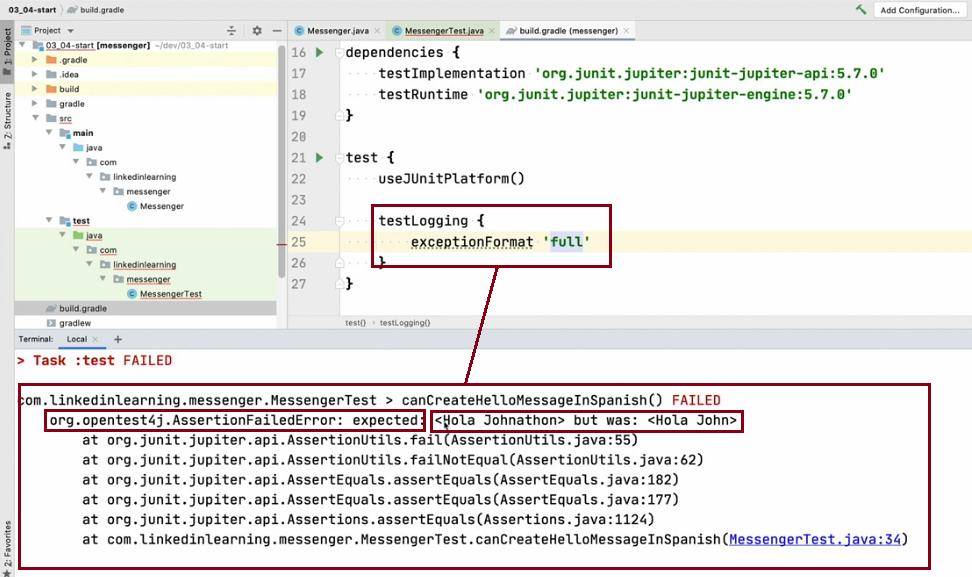 03_04-start
build.gradle
Add Configuration...
1: Project
Project
Messenger.java
MessengerTest.java
build.gradle (messenger)
03_04-start [messenger] ~/dev/03_04-start
.gradle
.idea
build
gradle
src
main
java
com
linkedinlearning
messenger
Messenger
test
java
com
linkedinlearning
messenger
MessengerTest
build.gradle
gradlew
Z: Structure
16 dependencies {
17 testImplementation 'org.junit.jupiter:junit-jupiter-api:5.7.0'
18 testRuntime 'org.junit.jupiter:junit-jupiter-engine:5.7.0'
19 }
20
21 test {
22 useJUnitPlatform()
23
24 testLogging {
25 exceptionFormat 'full'
26 }
27 }
test() › testLogging()
Terminal: Local × +
> Task :test FAILED
com.linkedinlearning.messenger.MessengerTest > canCreateHelloMessageInSpanish() FAILED
org.opentest4j.AssertionFailedError: expected: <Hola Johnathon> but was: <Hola John>
at org.junit.jupiter.api.AssertionUtils.fail(AssertionUtils.java:55)
at org.junit.jupiter.api.AssertionUtils.failNotEqual(AssertionUtils.java:62)
at org.junit.jupiter.api.AssertEquals.assertEquals(AssertEquals.java:182)
at org.junit.jupiter.api.AssertEquals.assertEquals(AssertEquals.java:177)
at org.junit.jupiter.api.Assertions.assertEquals(Assertions.java:1124)
at com.linkedinlearning.messenger.MessengerTest.canCreateHelloMessageInSpanish(MessengerTest.java:34)
2: Favorites